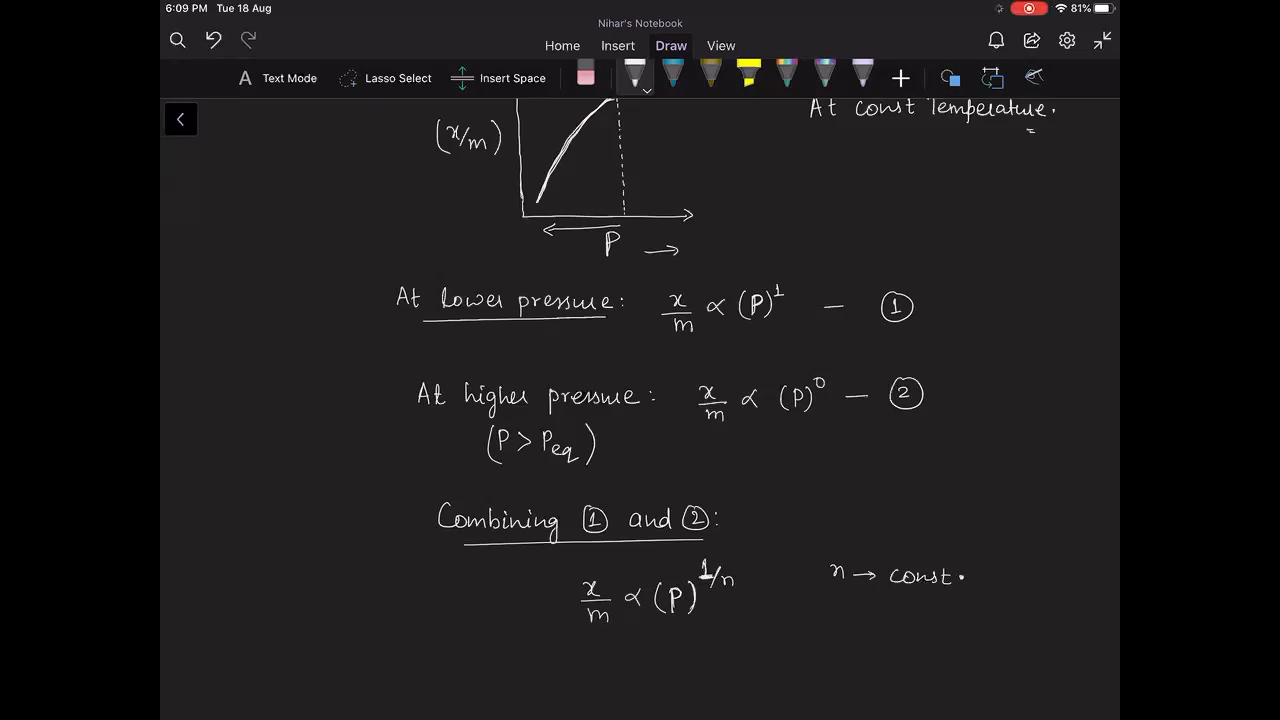 6:09 PM Tue 18 Aug
81%
Nihar's Notebook
Home Insert Draw View
A Text Mode Lasso Select Insert Space
At const Temperature.
(x/m)
P →
At lower pressure: x/m ∝ (P)^1 — ①
At higher pressure: x/m ∝ (P)^0 — ②
(P > Peq)
Combining ① and ②:
x/m ∝ (P)^1/n n → const.